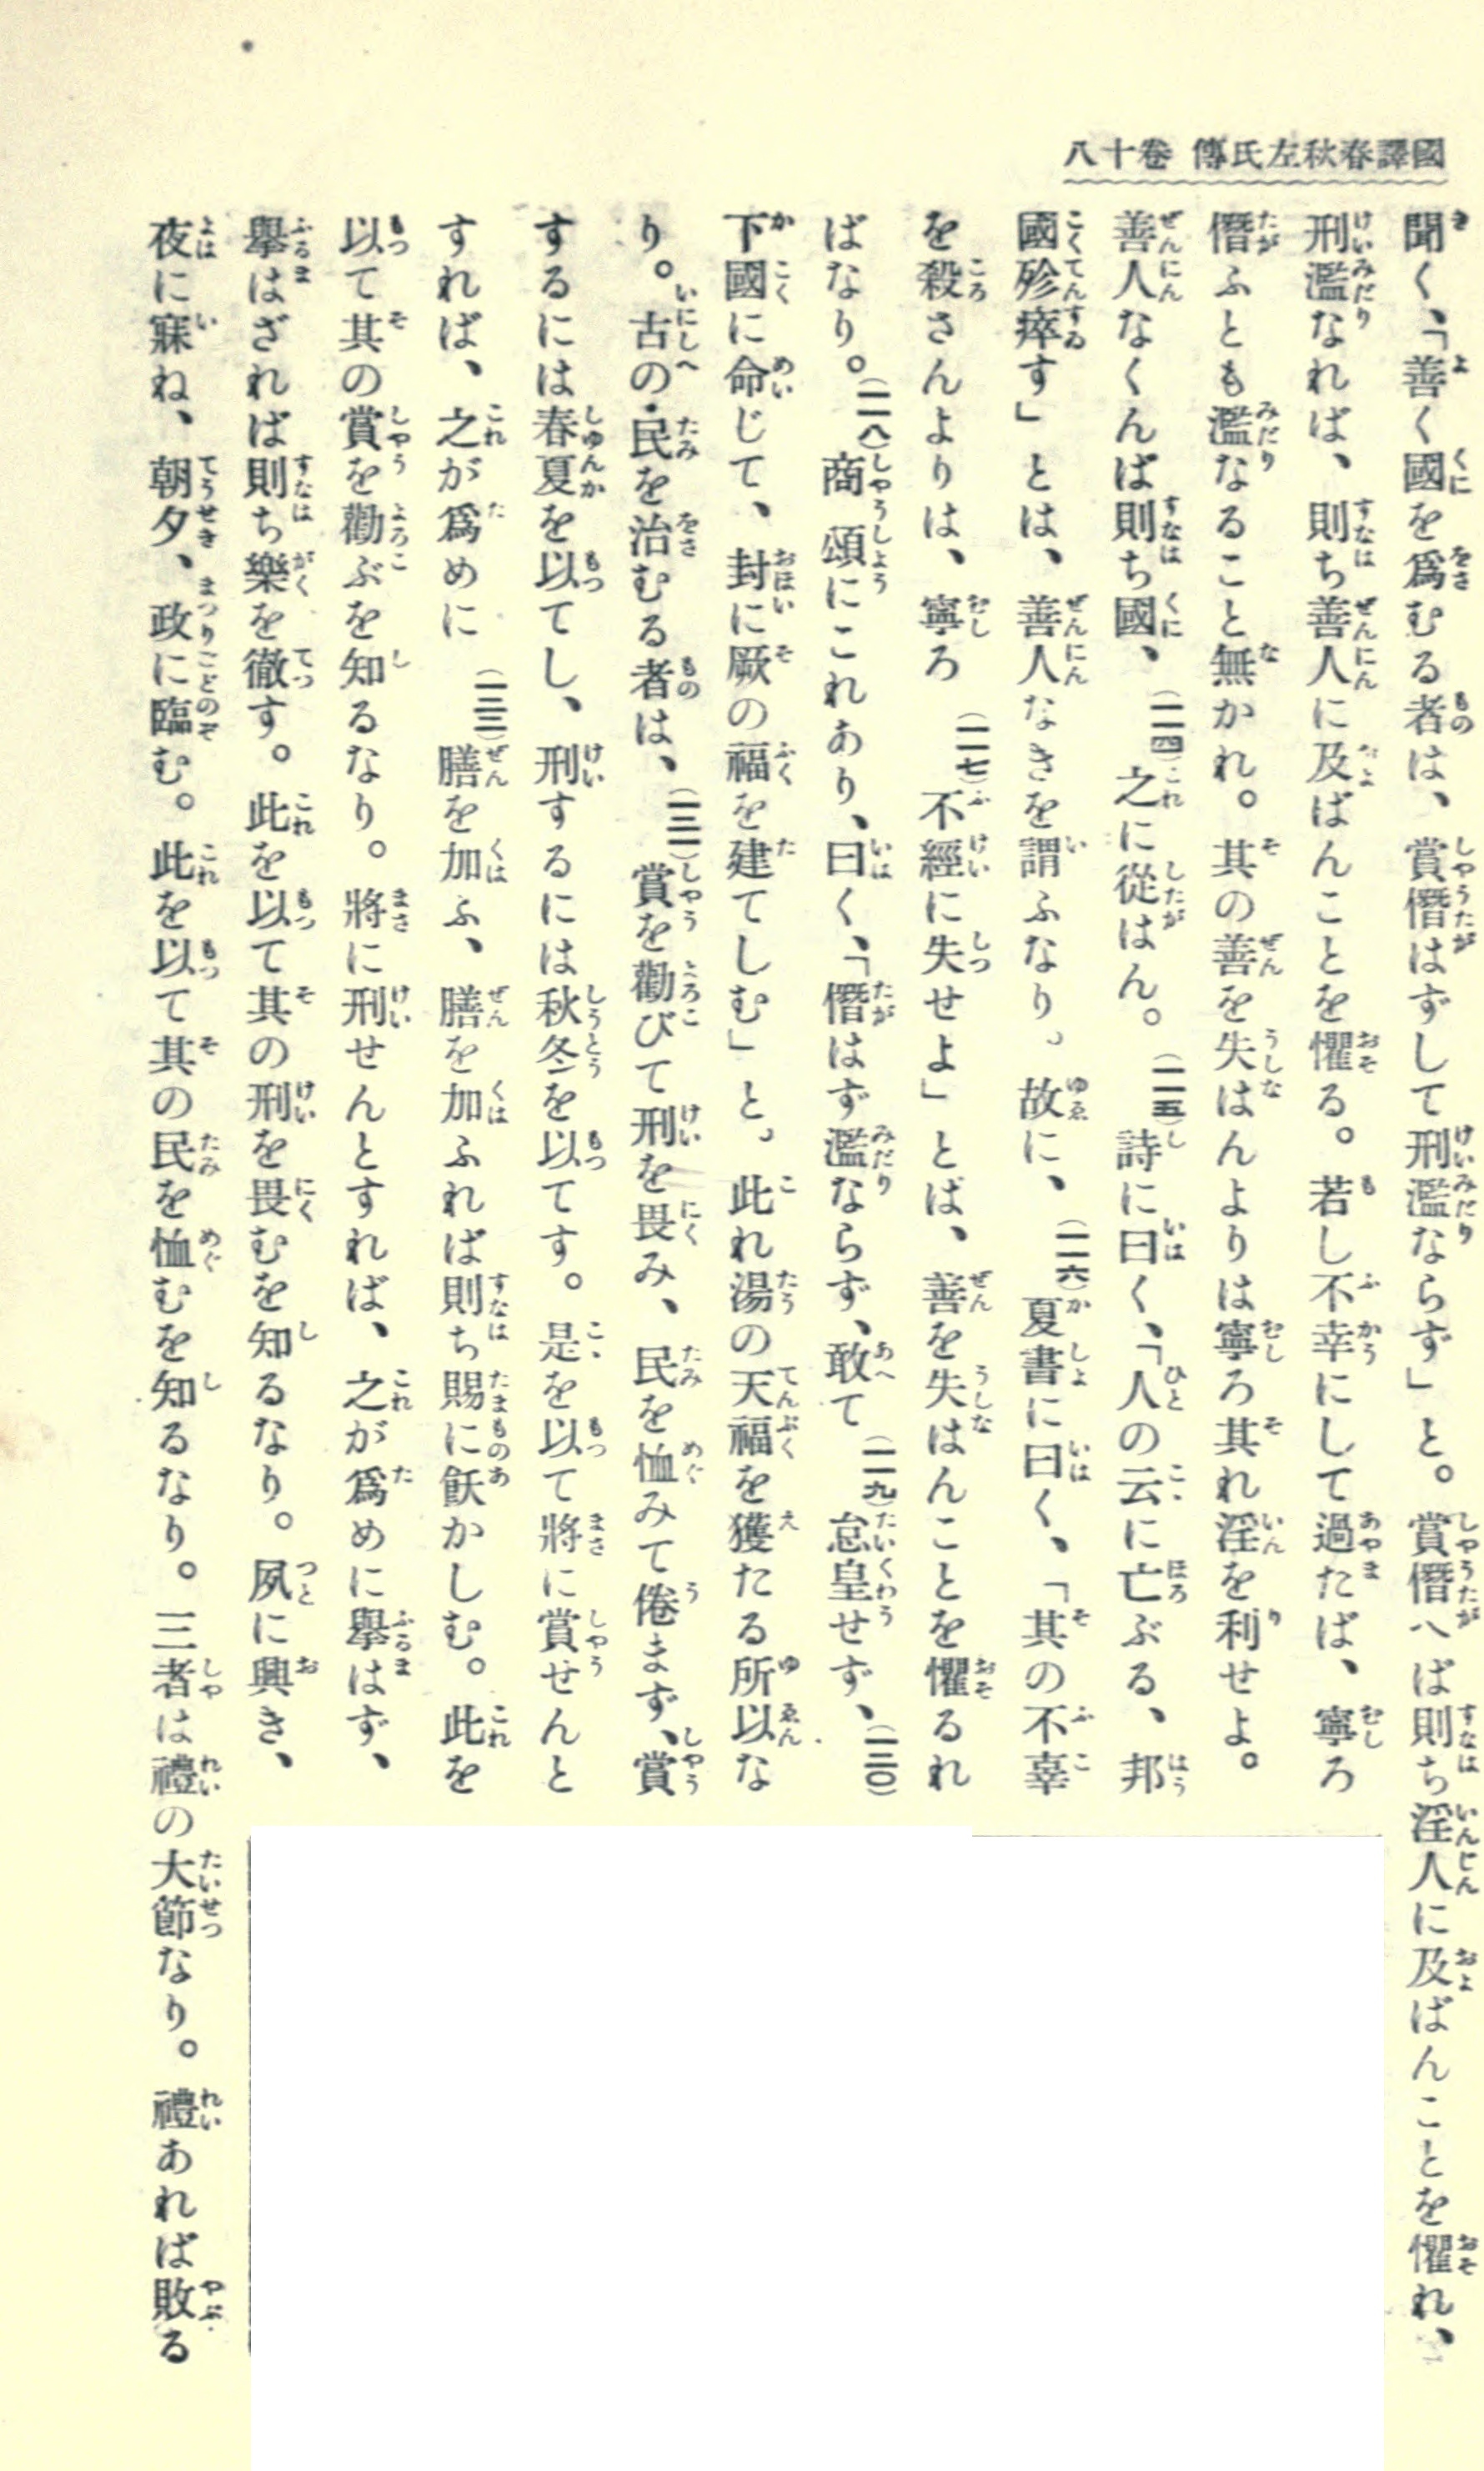 國譯春秋左氏傳 卷十八
聞く、「善く國を爲むる者は、賞僭はずして刑濫ならず」と。賞僭へば則ち淫人に及ばんことを懼れ、
刑濫なれば、則ち善人に及ばんことを懼る。若し不幸にして過たば、寧ろ
僭ふとも濫なること無かれ。其の善を失はんよりは寧ろ其れ淫を利せよ。
善人なくんば則ち國、(一一四)之に從はん。(一一五)詩に曰く、「人の云に亡ぶる、邦
國殄瘁す」とは、善人なきを謂ふなり。故に、(一一六)夏書に曰く、「其の不辜
を殺さんよりは、寧ろ(一一七)不經に失せよ」とは、善を失はんことを懼るれ
ばなり。(一一八)商頌にこれあり、曰く、「僭はず濫ならず、敢て(一一九)怠皇せず、(一二〇)
下國に命じて、封に厥の福を建てしむ」と。此れ湯の天福を獲たる所以な
り。古の民を治むる者は、(一二一)賞を勸びて刑を畏み、民を恤みて倦まず、賞
するには春夏を以てし、刑するには秋冬を以てす。是を以て將に賞せんと
すれば、之が爲めに(一二二)膳を加ふ、膳を加ふれば則ち賜に飫かしむ。此を
以て其の賞を勸ぶを知るなり。將に刑せんとすれば、之が爲めに擧はず、
擧はざれば則ち樂を徹す。此を以て其の刑を畏むを知るなり。夙に興き、
夜に寐ね、朝夕、政に臨む。此を以て其の民を恤むを知るなり。三者は禮の大節なり。禮あれば敗る